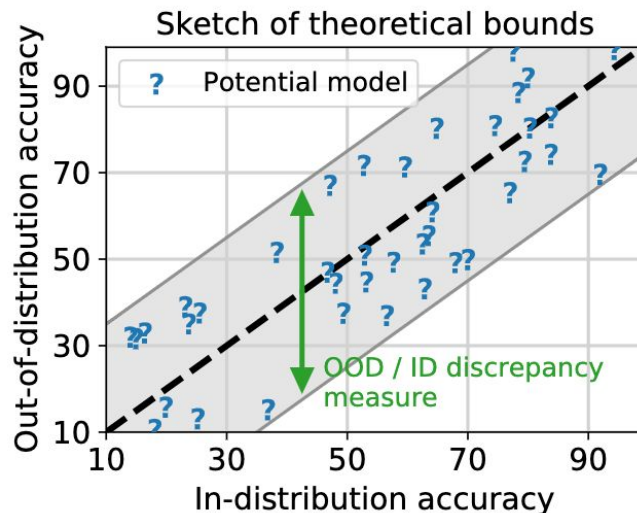 Sketch of theoretical bounds
Out-of-distribution accuracy
90
70
50
30
10
? Potential model
OOD / ID discrepancy
measure
10 30 50 70 90
In-distribution accuracy